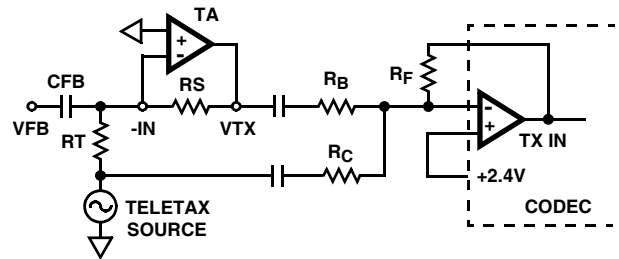 TA
+
-
CFB
RS
RB
RF
VFB
RT
-IN
VTX
-
+
TX IN
RC
+2.4V
TELETAX
SOURCE
CODEC